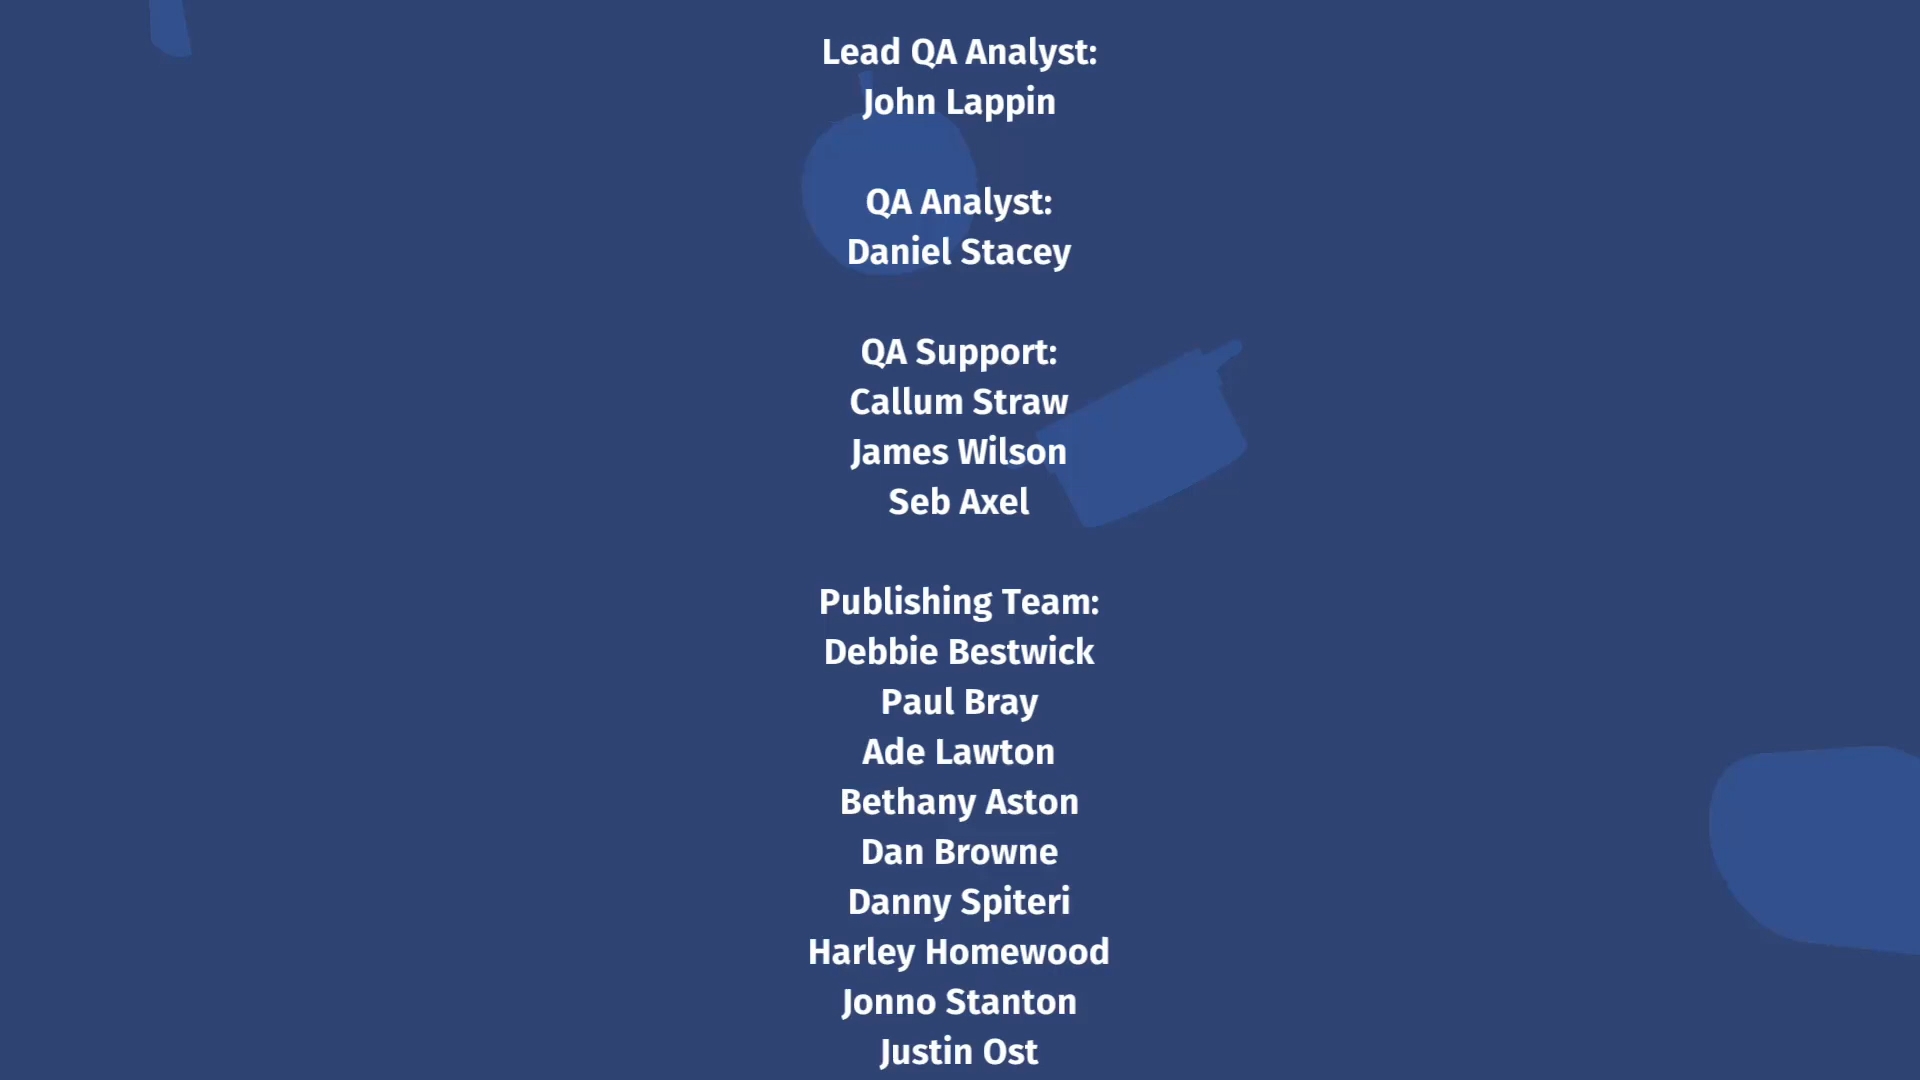 Lead QA Analyst:
John Lappin
QA Analyst:
Daniel Stacey
QA Support:
Callum Straw
James Wilson
Seb Axel
Publishing Team:
Debbie Bestwick
Paul Bray
Ade Lawton
Bethany Aston
Dan Browne
Danny Spiteri
Harley Homewood
Jonno Stanton
Justin Ost